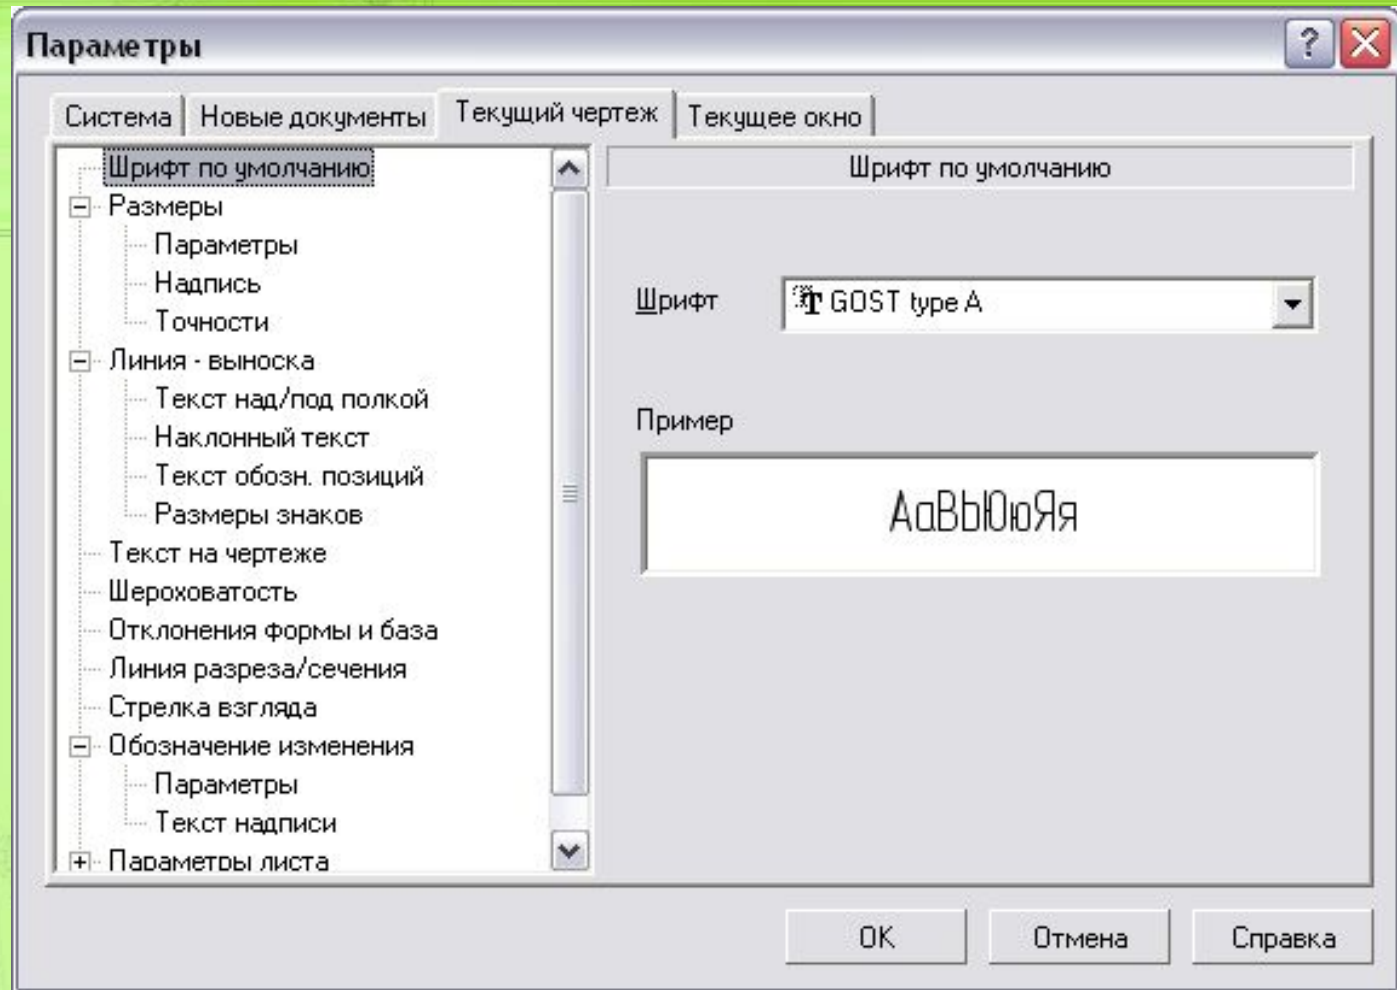 Параметры
Система
Новые документы
Текущий чертеж
Текущее окно
Шрифт по умолчанию
Размеры
Параметры
Надпись
Точности
Линия - выноска
Текст над/под полкой
Наклонный текст
Текст обозн. позиций
Размеры знаков
Текст на чертеже
Шероховатость
Отклонения формы и база
Линия разреза/сечения
Стрелка взгляда
Обозначение изменения
Параметры
Текст надписи
Параметры листа
Шрифт по умолчанию
Шрифт
GOST type A
Пример
АаВЬЮюЯя
OK
Отмена
Справка